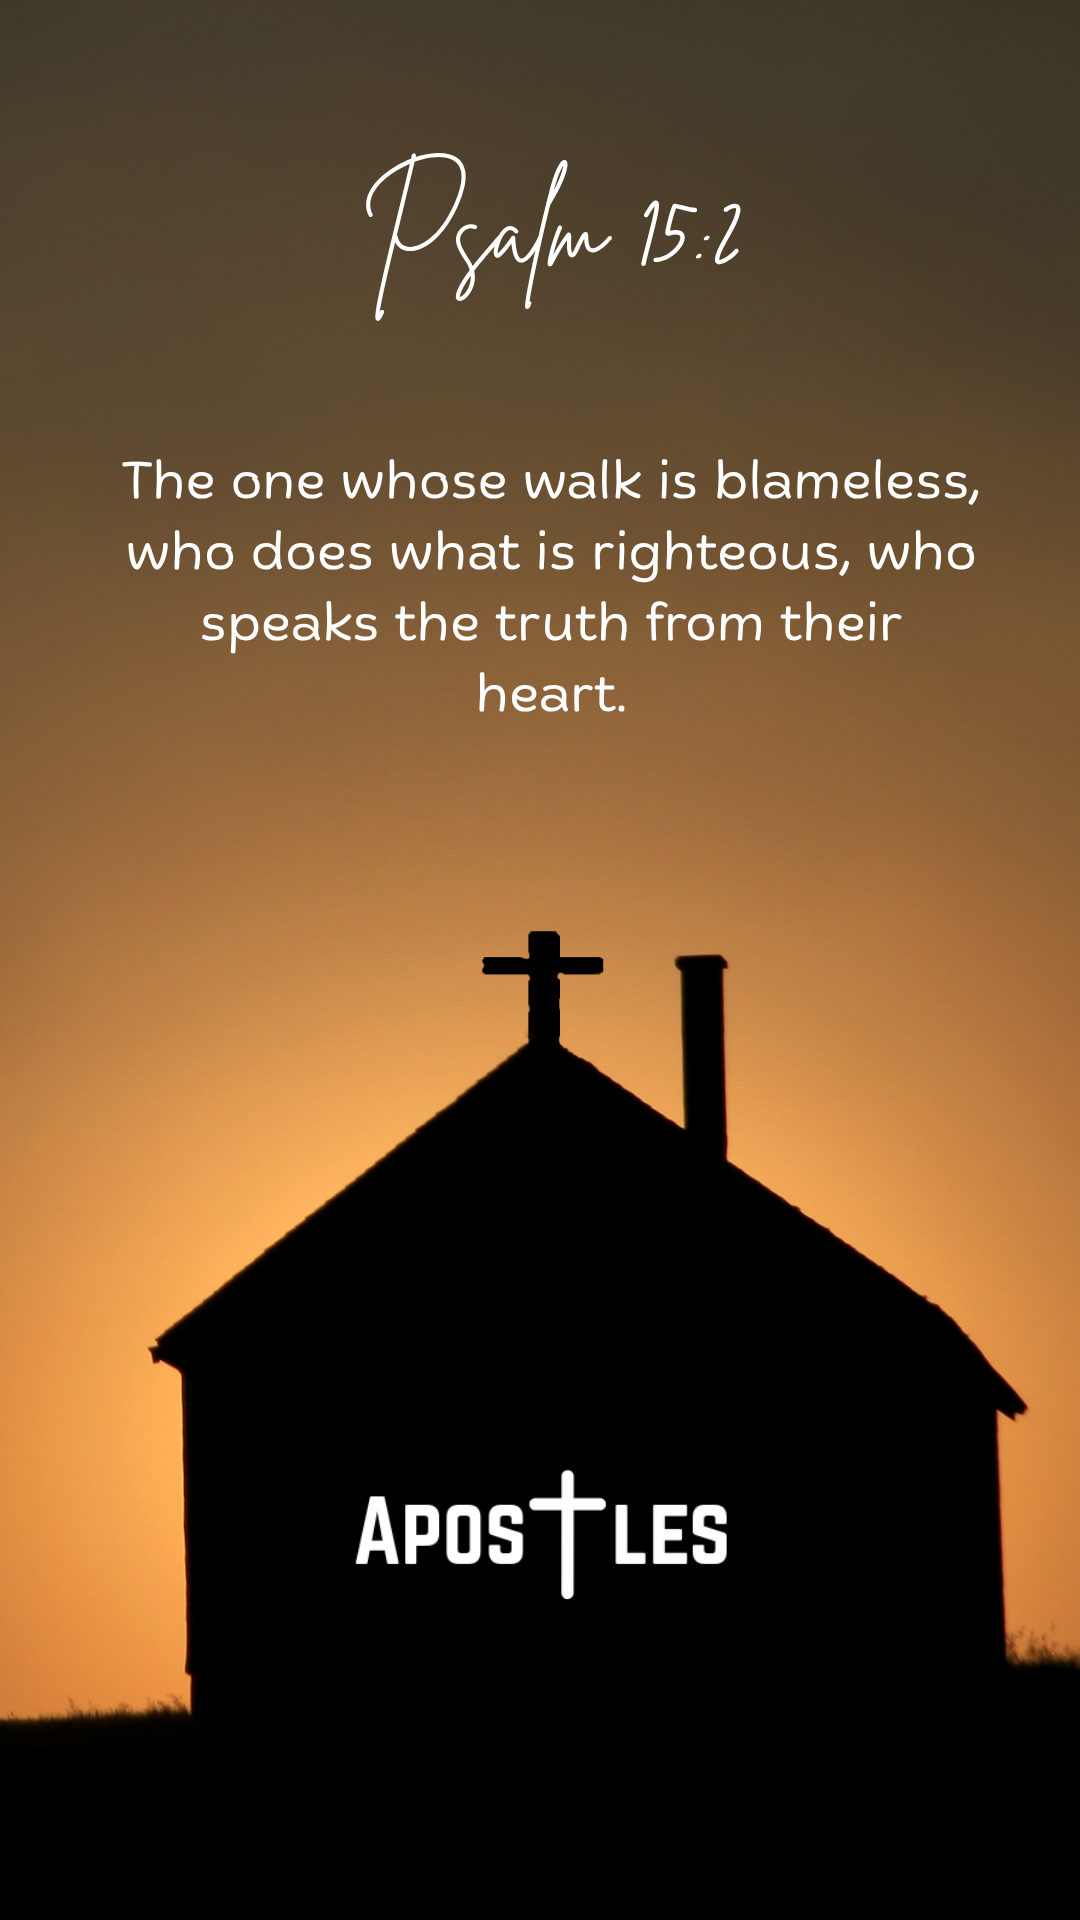 Psalm 15:2
The one whose walk is blameless,
who does what is righteous, who
speaks the truth from their
heart.
APOSTLES